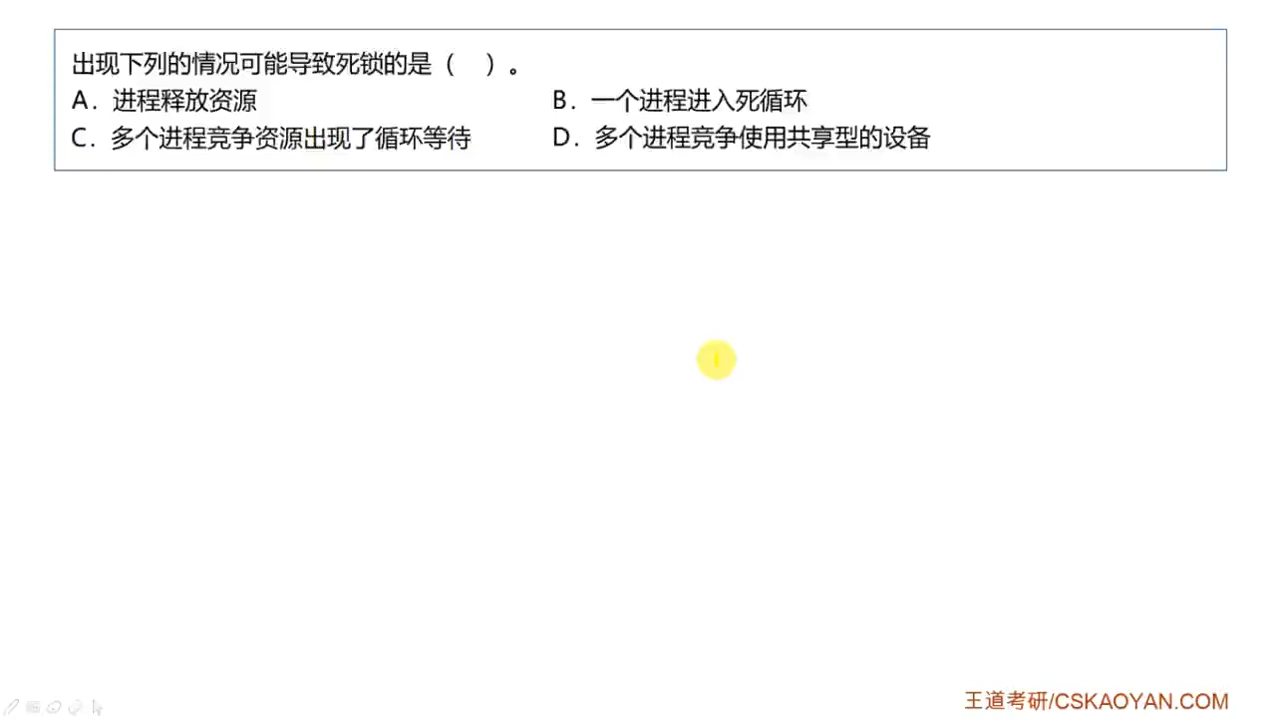 出现下列的情况可能导致死锁的是（　）。
A．进程释放资源 B．一个进程进入死循环
C．多个进程竞争资源出现了循环等待 D．多个进程竞争使用共享型的设备
王道考研/CSKAOYAN.COM